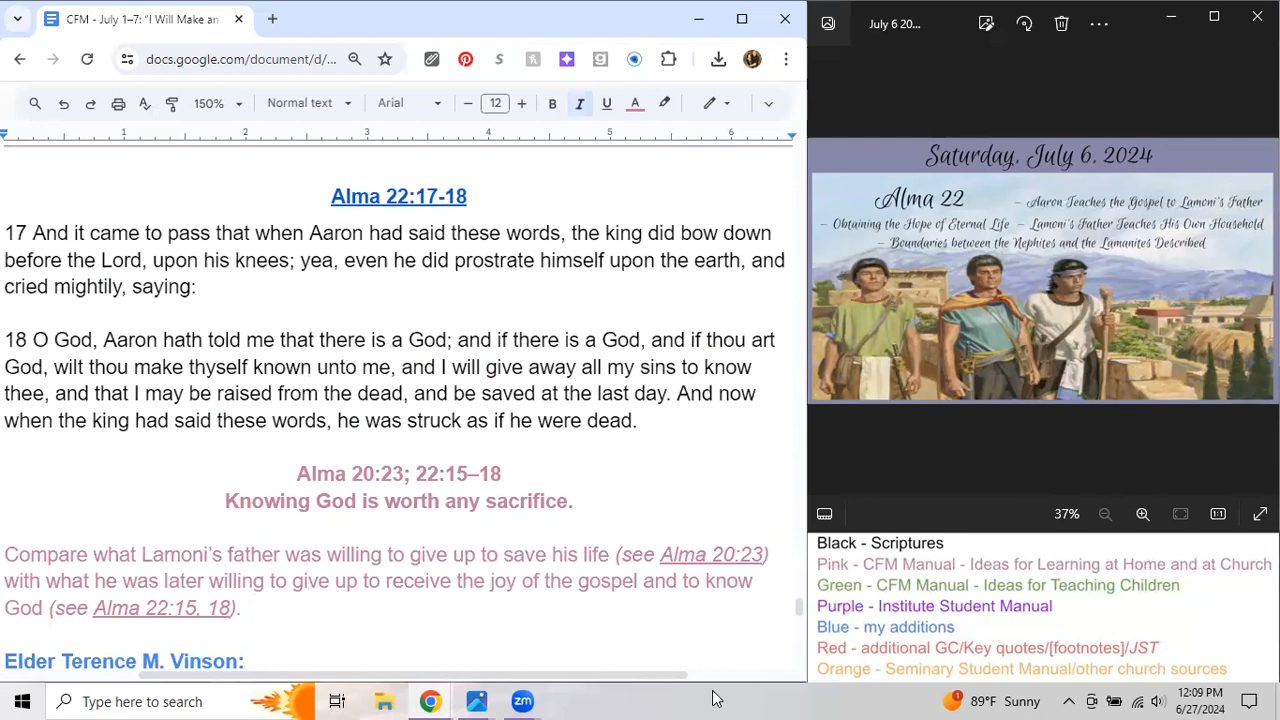 CFM - July 1–7: “I Will Make an
docs.google.com/document/d/...
150%
Normal text
Arial
12
B
I
U
A
1
2
3
4
5
6
Alma 22:17-18
17 And it came to pass that when Aaron had said these words, the king did bow down
before the Lord, upon his knees; yea, even he did prostrate himself upon the earth, and
cried mightily, saying:
18 O God, Aaron hath told me that there is a God; and if there is a God, and if thou art
God, wilt thou make thyself known unto me, and I will give away all my sins to know
thee, and that I may be raised from the dead, and be saved at the last day. And now
when the king had said these words, he was struck as if he were dead.
Alma 20:23; 22:15–18
Knowing God is worth any sacrifice.
Compare what Lamoni’s father was willing to give up to save his life (see Alma 20:23)
with what he was later willing to give up to receive the joy of the gospel and to know
God (see Alma 22:15, 18).
Elder Terence M. Vinson:
July 6 20...
Saturday, July 6, 2024
Alma 22 – Aaron Teaches the Gospel to Lamoni's Father
– Obtaining the Hope of Eternal Life – Lamoni's Father Teaches His Own Household
– Boundaries between the Nephites and the Lamanites Described
37%
1:1
Black - Scriptures
Pink - CFM Manual - Ideas for Learning at Home and at Church
Green - CFM Manual - Ideas for Teaching Children
Purple - Institute Student Manual
Blue - my additions
Red - additional GC/Key quotes/[footnotes]/JST
Orange - Seminary Student Manual/other church sources
Type here to search
zm
1
89°F Sunny
12:09 PM
6/27/2024